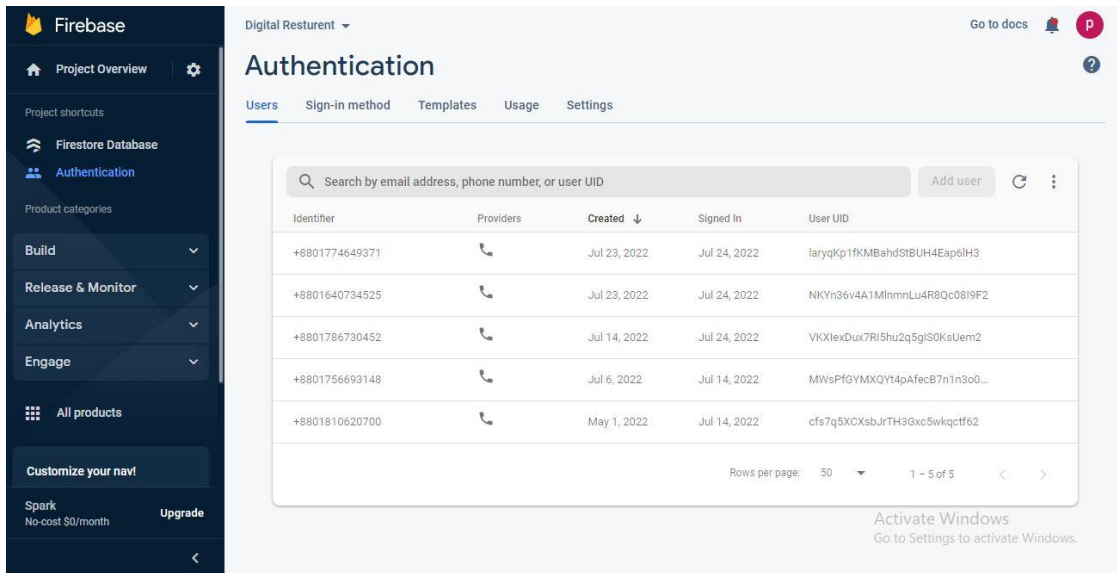 Firebase
Project Overview
Project shortcuts
Firestore Database
Authentication
Product categories
Build
Release & Monitor
Analytics
Engage
All products
Customize your nav!
Spark
No-cost $0/month
Upgrade
Digital Resturent
Go to docs
P
Authentication
Users Sign-in method Templates Usage Settings
Search by email address, phone number, or user UID
Add user
Identifier Providers Created Signed In User UID
+8801774649371 Jul 23, 2022 Jul 24, 2022 laryqKp1fKMBahdStBUH4Eap6lH3
+8801640734525 Jul 23, 2022 Jul 24, 2022 NKYn36v4A1MlnmnLu4R8Qc08I9F2
+8801786730452 Jul 14, 2022 Jul 24, 2022 VKXIexDux7RI5hu2q5gIS0KsUem2
+8801756693148 Jul 6, 2022 Jul 14, 2022 MWsPfGYMXQYt4pAfecB7n1n3o0...
+8801810620700 May 1, 2022 Jul 14, 2022 cfs7q5XCXsbJrTH3Gxc5wkqctf62
Rows per page: 50 1 – 5 of 5
Activate Windows
Go to Settings to activate Windows.